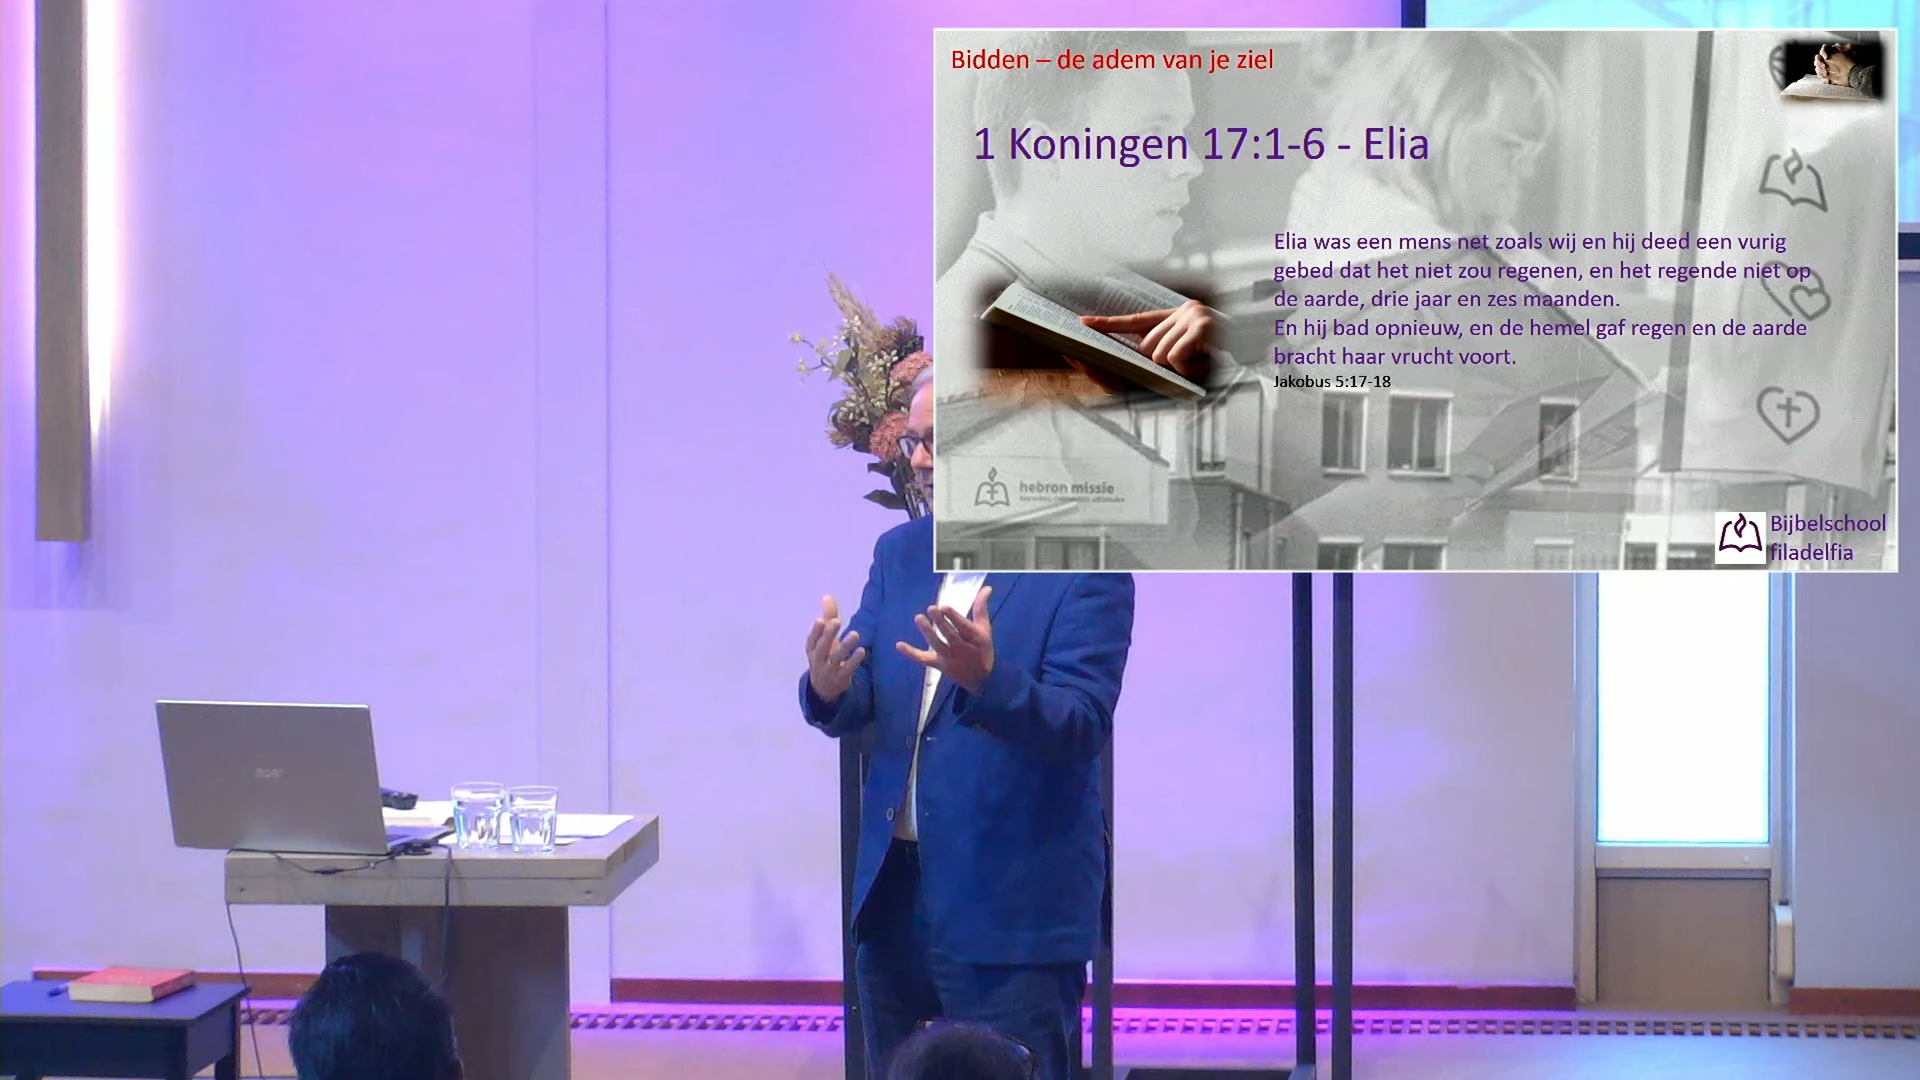 Bidden – de adem van je ziel
1 Koningen 17:1-6 - Elia
Elia was een mens net zoals wij en hij deed een vurig
gebed dat het niet zou regenen, en het regende niet op
de aarde, drie jaar en zes maanden.
En hij bad opnieuw, en de hemel gaf regen en de aarde
bracht haar vrucht voort.
Jakobus 5:17-18
hebron missie
Bijbelschool
filadelfia
acer